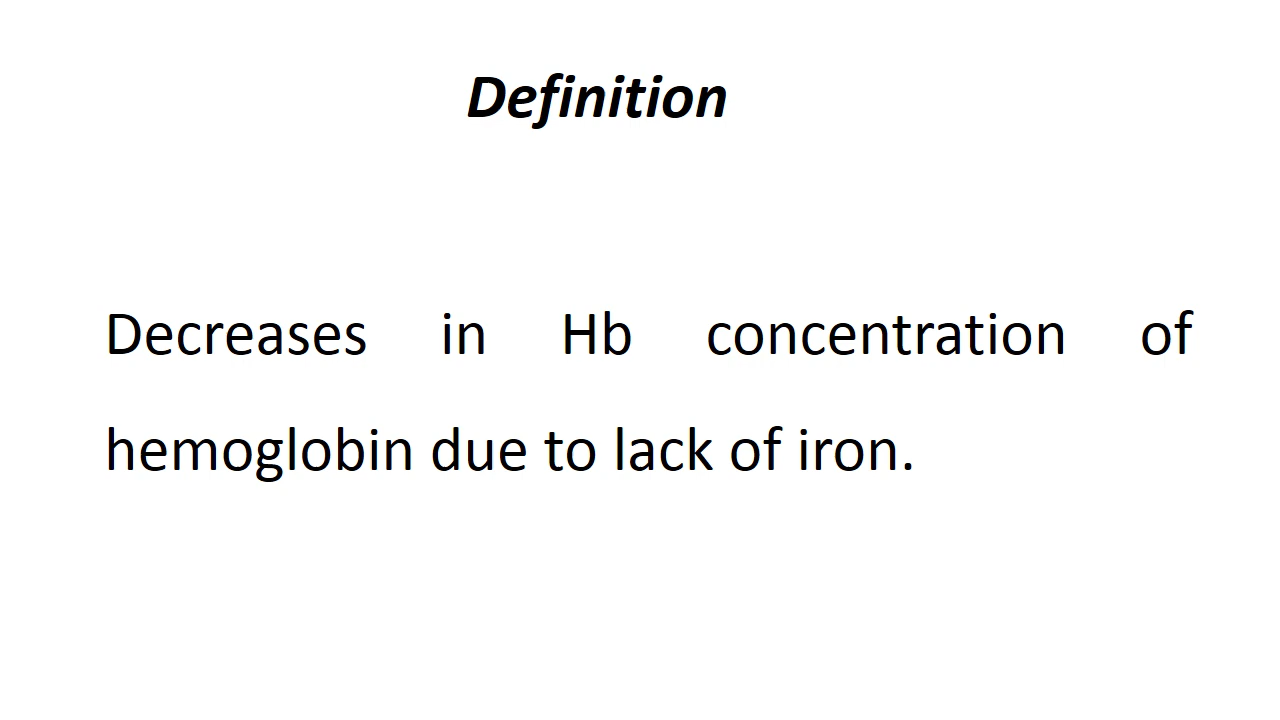 Definition
Decreases in Hb concentration of
hemoglobin due to lack of iron.